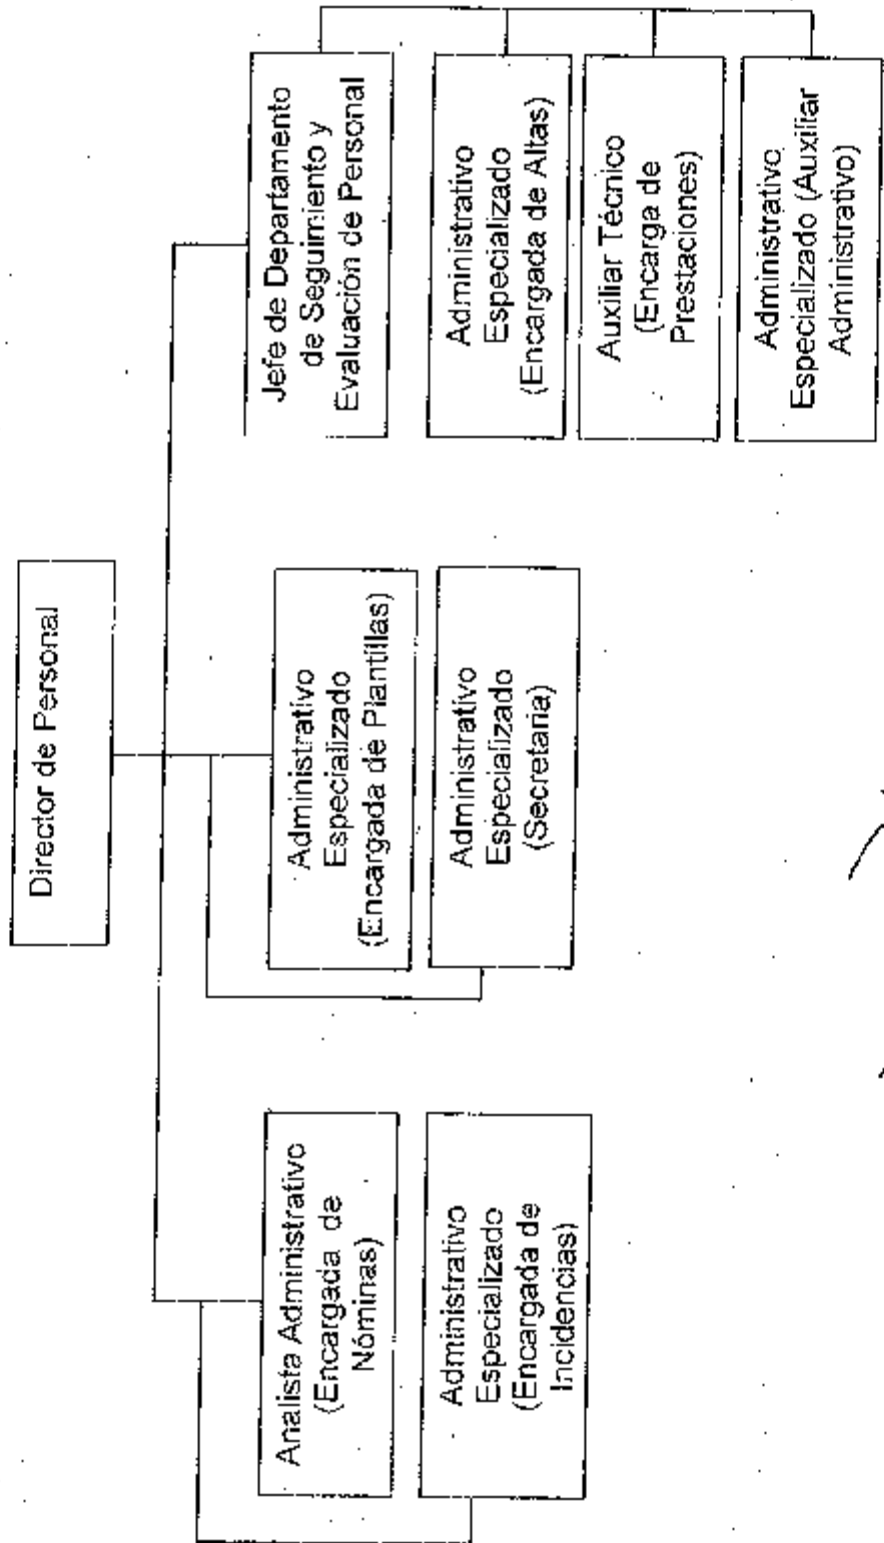 Director de Personal
Analista Administrativo
(Encargada de
Nóminas)
Administrativo
Especializado
(Encargada de
Incidencias)
Administrativo
Especializado
(Encargada de Plantillas)
Administrativo
Especializado
(Secretaria)
Jefe de Departamento
de Seguimiento y
Evaluación de Personal
Administrativo
Especializado
(Encargada de Altas)
Auxiliar Técnico
(Encarga de
Prestaciones)
Administrativo
Especializado (Auxiliar
Administrativo)